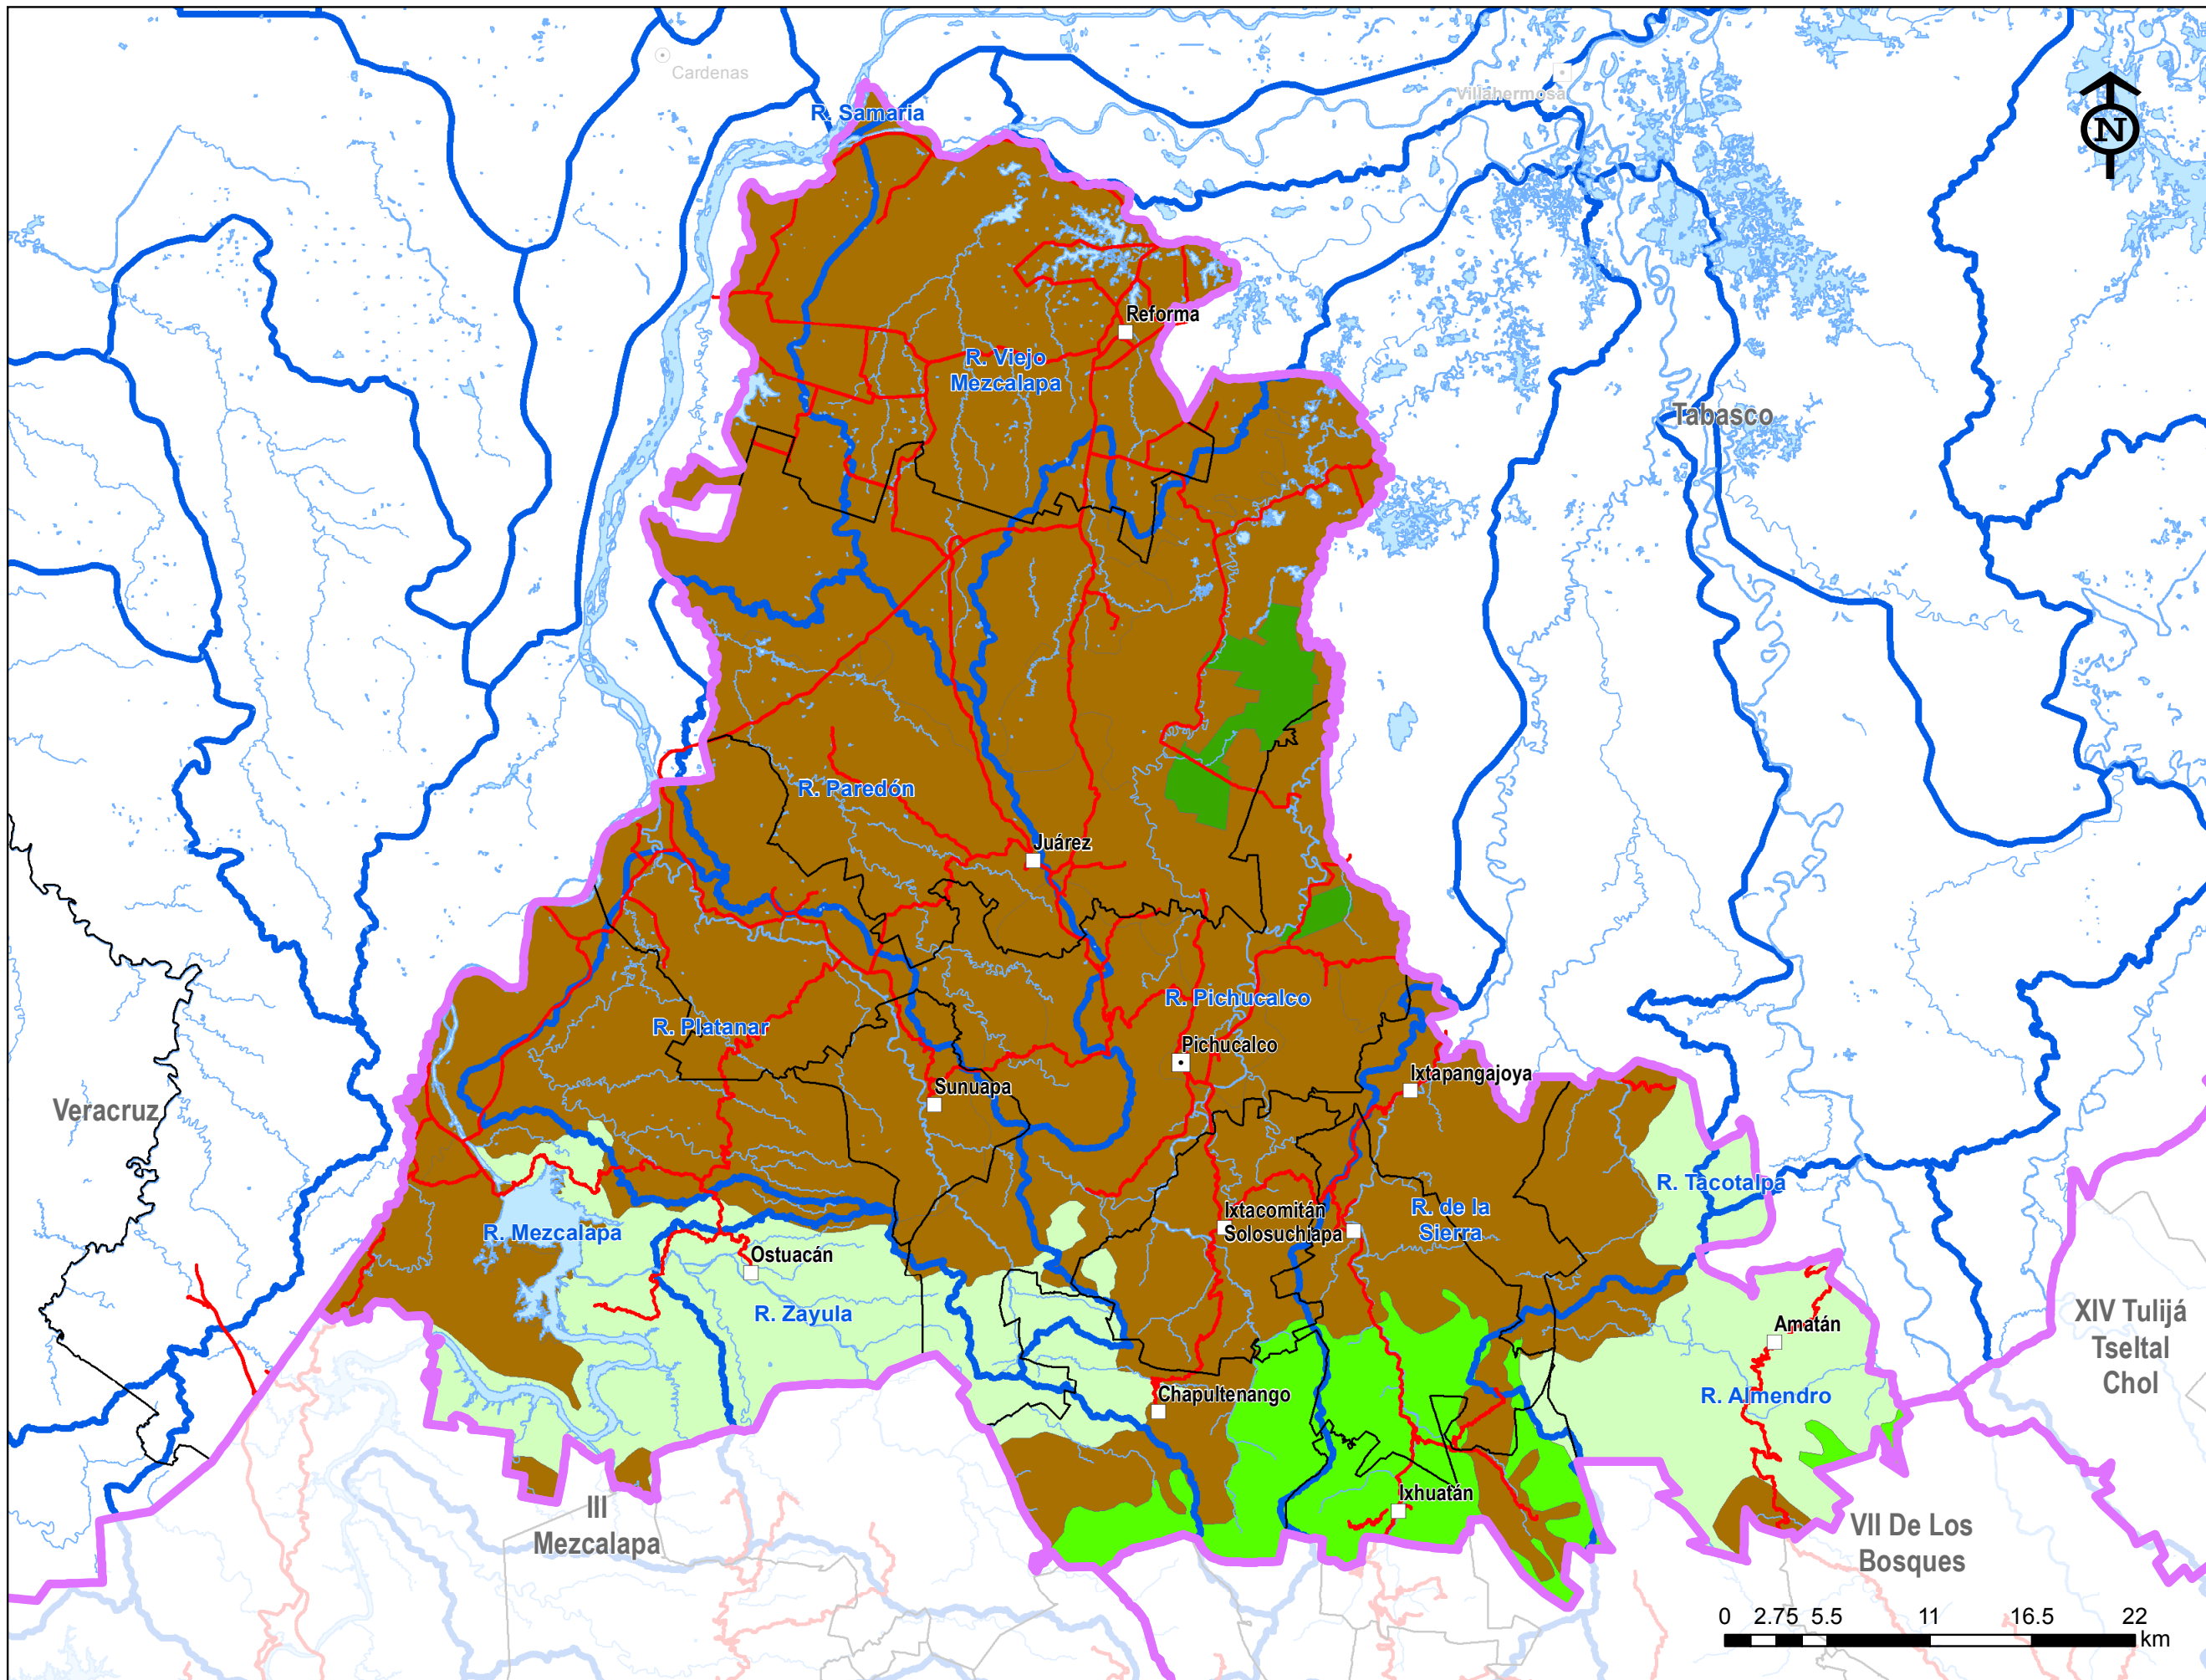 Cardenas
Villahermosa
N
R. Samaria
Reforma
R. Viejo
Mezcalapa
Tabasco
R. Paredón
Juárez
R. Pichucalco
R. Platanar
Pichucalco
Ixtapangajoya
Sunuapa
Veracruz
R. Tacotalpa
R. Mezcalapa
Ixtacomitán
Solosuchiapa
R. de la
Sierra
Ostuacán
R. Zayula
Amatán
XIV Tulijá
Tseltal
Chol
Chapultenango
R. Almendro
Ixhuatán
III
Mezcalapa
VII De Los
Bosques
0 2.75 5.5 11 16.5 22
km